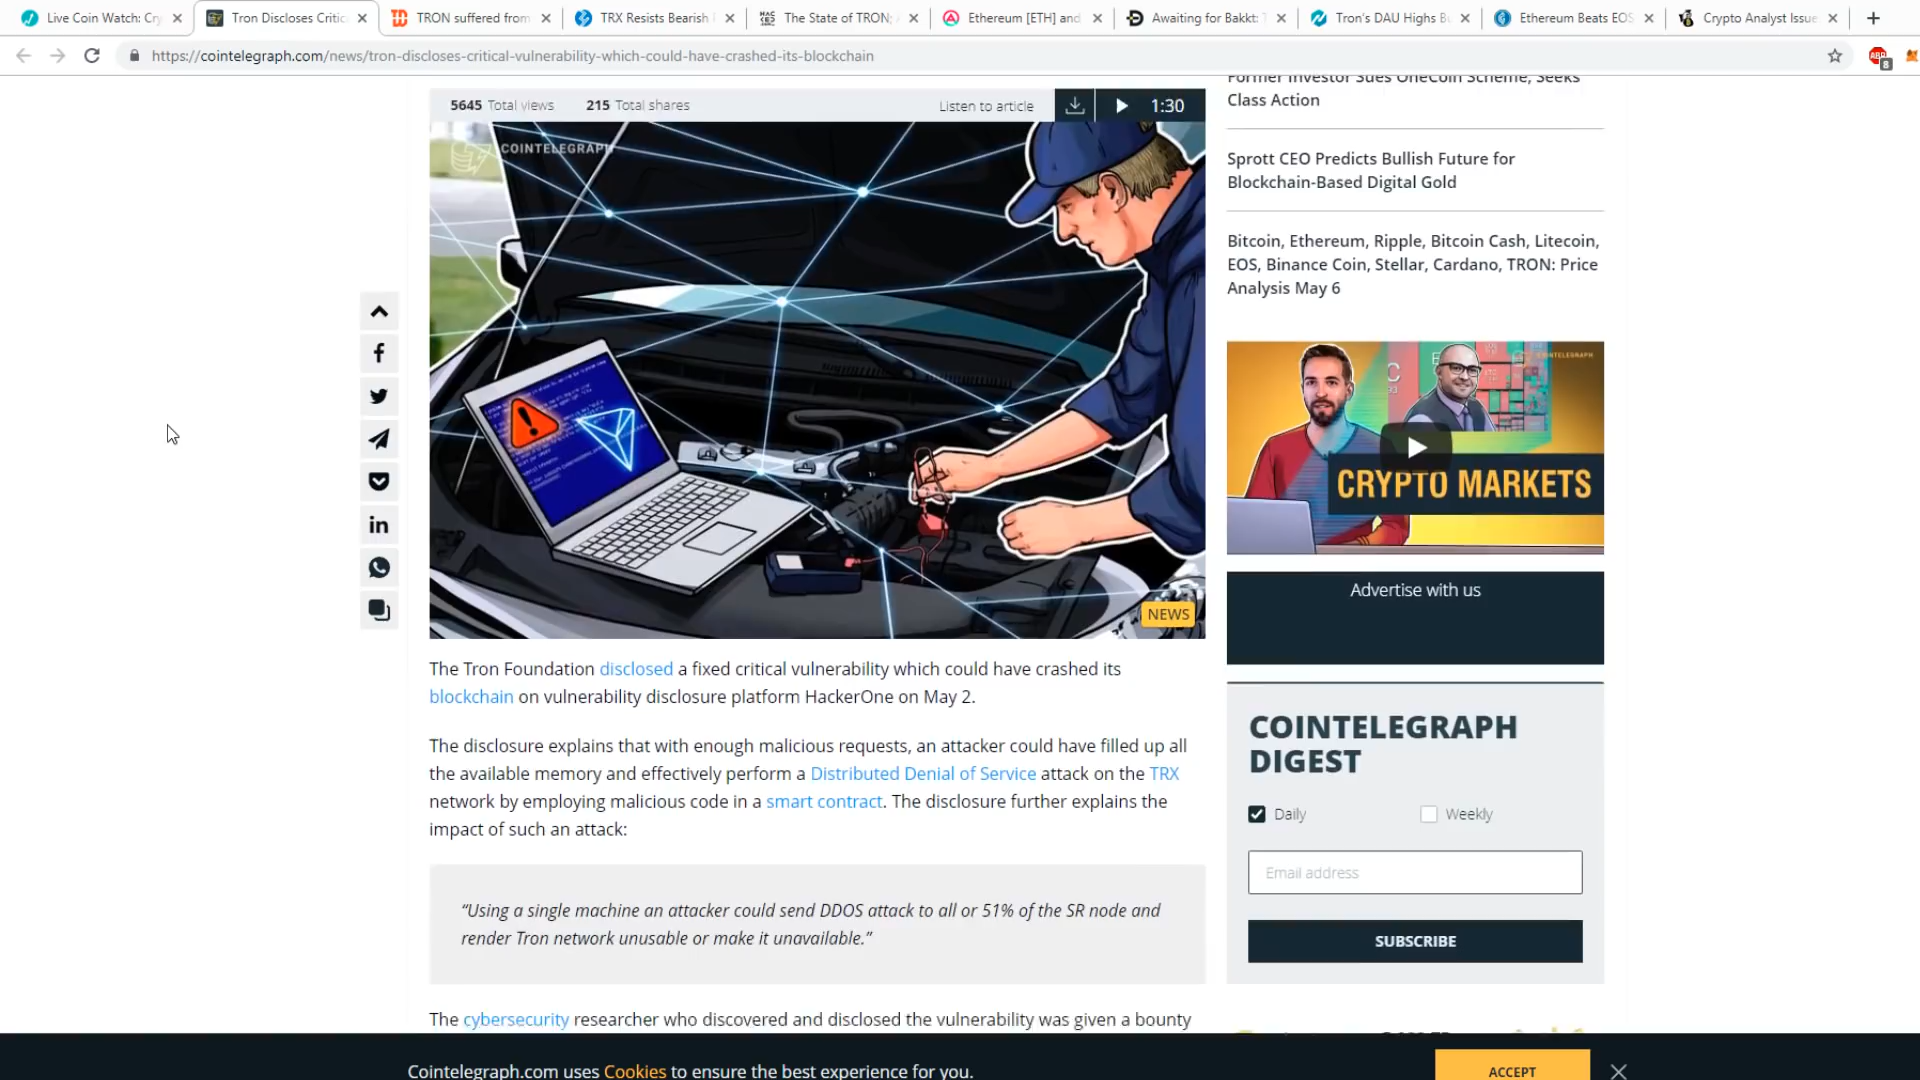 Live Coin Watch: Cry
Tron Discloses Critic
TRON suffered from
TRX Resists Bearish
The State of TRON:
Ethereum [ETH] and
Awaiting for Bakkt:
Tron's DAU Highs Bu
Ethereum Beats EOS
Crypto Analyst Issue
https://cointelegraph.com/news/tron-discloses-critical-vulnerability-which-could-have-crashed-its-blockchain
ABP
8
5645 Total views
215 Total shares
Listen to article
1:30
COINTELEGRAPH
NEWS
The Tron Foundation disclosed a fixed critical vulnerability which could have crashed its
blockchain on vulnerability disclosure platform HackerOne on May 2.
The disclosure explains that with enough malicious requests, an attacker could have filled up all
the available memory and effectively perform a Distributed Denial of Service attack on the TRX
network by employing malicious code in a smart contract. The disclosure further explains the
impact of such an attack:
“Using a single machine an attacker could send DDOS attack to all or 51% of the SR node and
render Tron network unusable or make it unavailable.”
The cybersecurity researcher who discovered and disclosed the vulnerability was given a bounty
Former Investor Sues OneCoin Scheme, Seeks
Class Action
Sprott CEO Predicts Bullish Future for
Blockchain-Based Digital Gold
Bitcoin, Ethereum, Ripple, Bitcoin Cash, Litecoin,
EOS, Binance Coin, Stellar, Cardano, TRON: Price
Analysis May 6
COINTELEGRAPH
CRYPTO MARKETS
Advertise with us
COINTELEGRAPH
DIGEST
Daily
Weekly
Email address
SUBSCRIBE
Cointelegraph.com uses Cookies to ensure the best experience for you.
ACCEPT